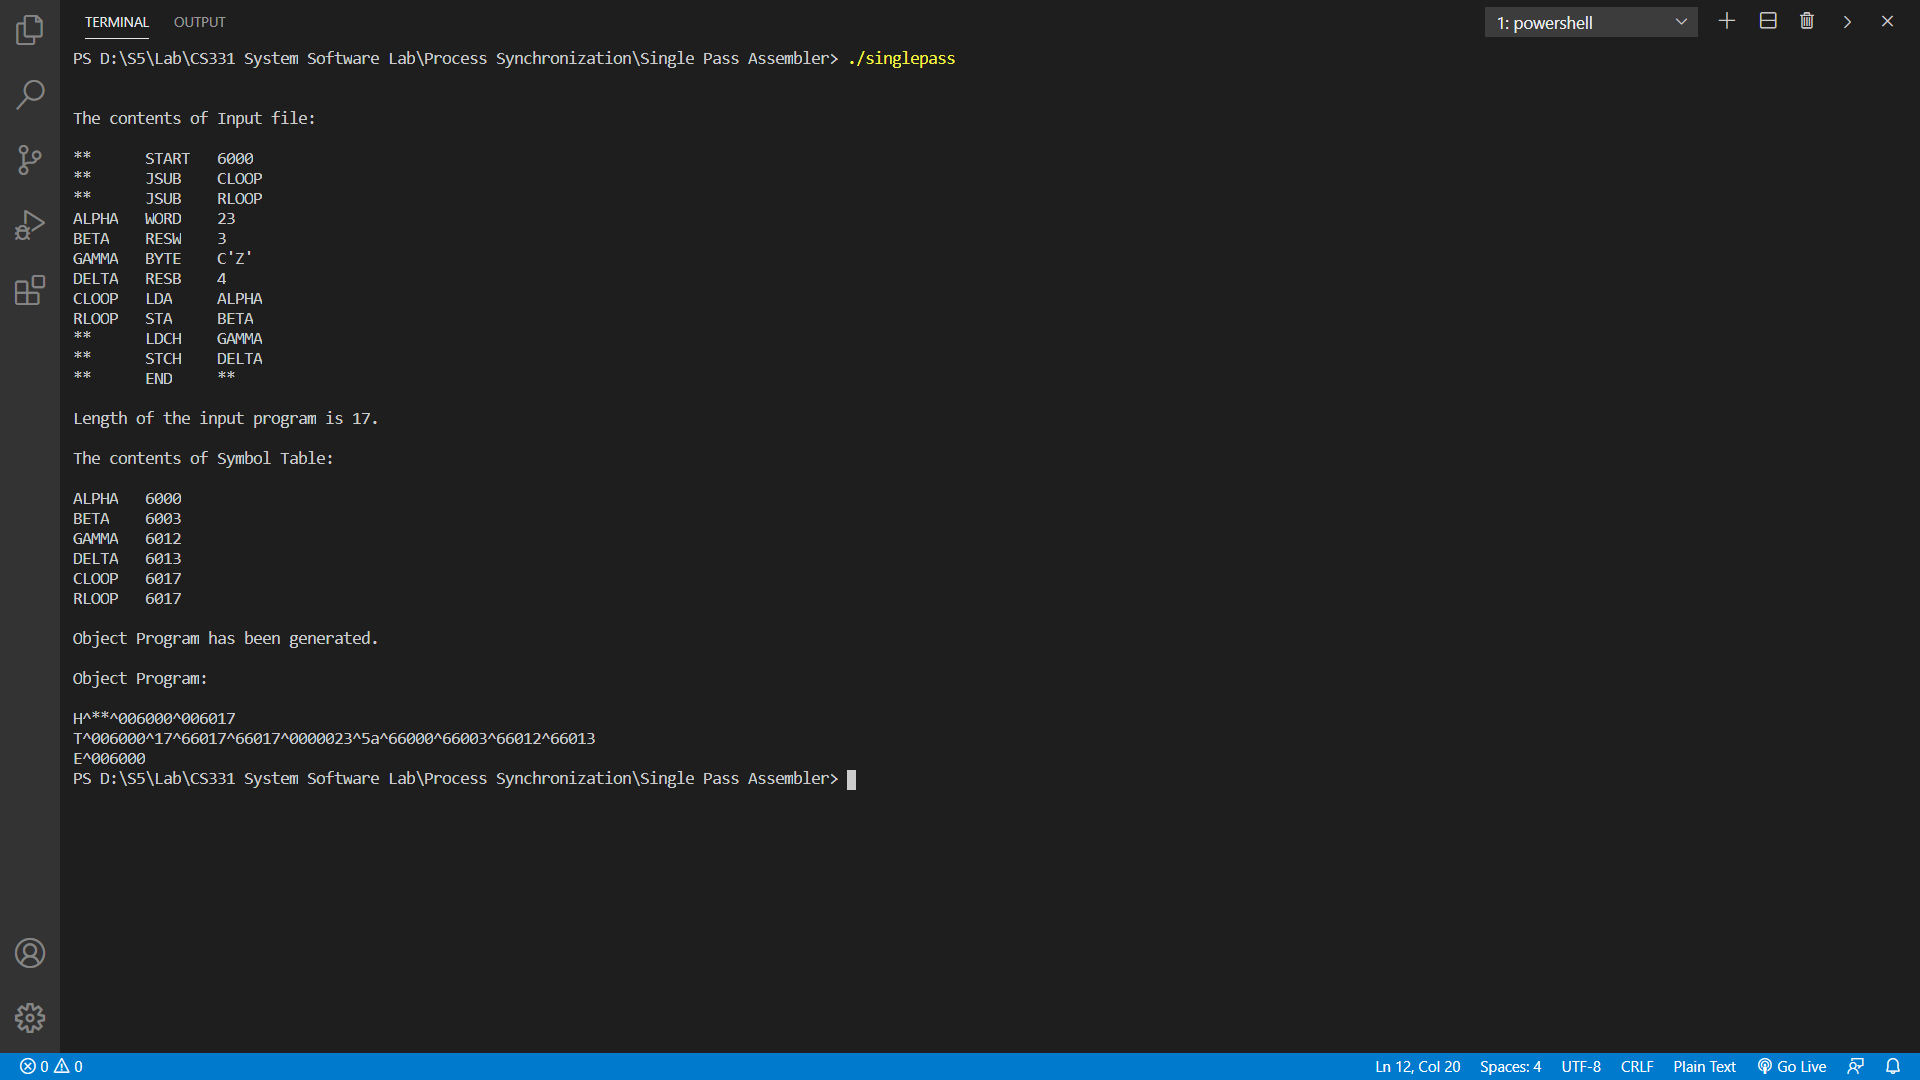 TERMINAL OUTPUT 1: powershell
PS D:\S5\Lab\CS331 System Software Lab\Process Synchronization\Single Pass Assembler> ./singlepass
The contents of Input file:
** START 6000
** JSUB CLOOP
** JSUB RLOOP
ALPHA WORD 23
BETA RESW 3
GAMMA BYTE C'Z'
DELTA RESB 4
CLOOP LDA ALPHA
RLOOP STA BETA
** LDCH GAMMA
** STCH DELTA
** END **
Length of the input program is 17.
The contents of Symbol Table:
ALPHA 6000
BETA 6003
GAMMA 6012
DELTA 6013
CLOOP 6017
RLOOP 6017
Object Program has been generated.
Object Program:
H^**^006000^006017
T^006000^17^66017^66017^0000023^5a^66000^66003^66012^66013
E^006000
PS D:\S5\Lab\CS331 System Software Lab\Process Synchronization\Single Pass Assembler>
0 0 Ln 12, Col 20 Spaces: 4 UTF-8 CRLF Plain Text Go Live